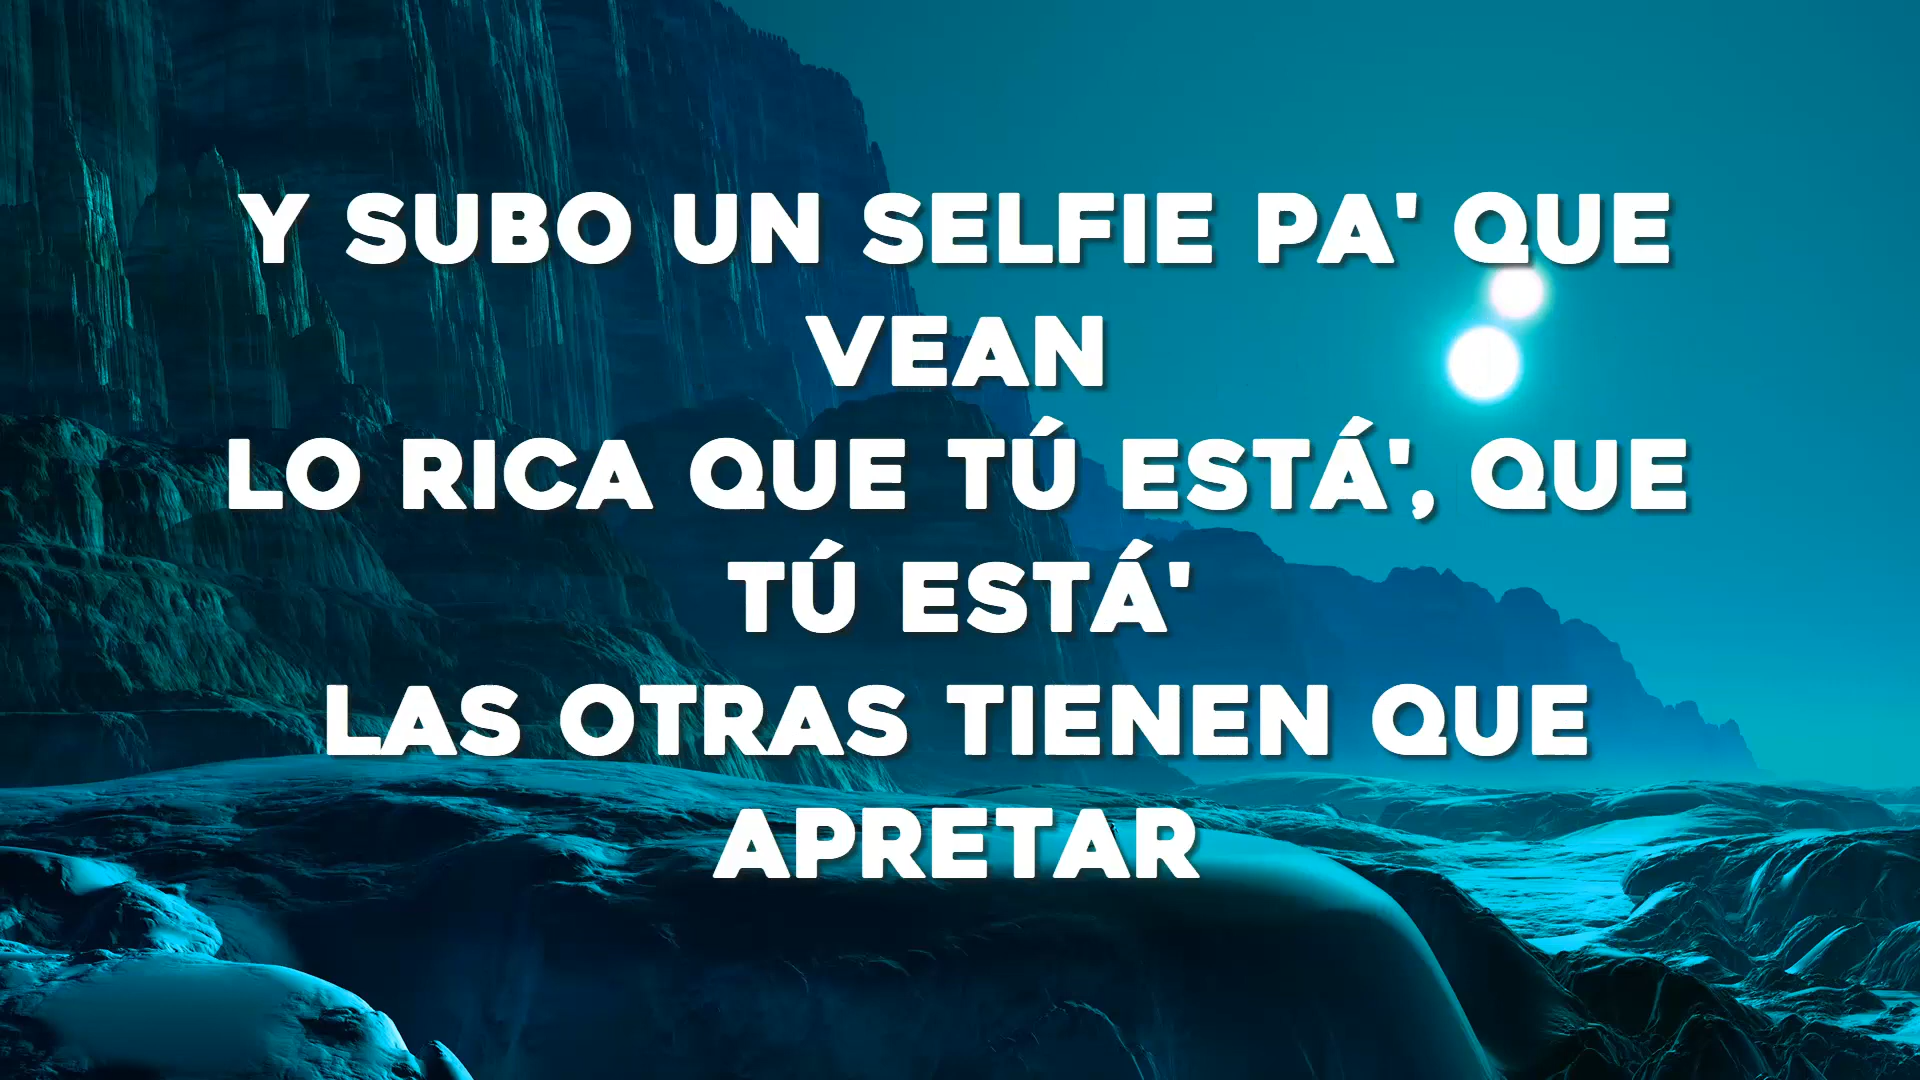 Y SUBO UN SELFIE PA' QUE
VEAN
LO RICA QUE TÚ ESTÁ', QUE
TÚ ESTÁ'
LAS OTRAS TIENEN QUE
APRETAR